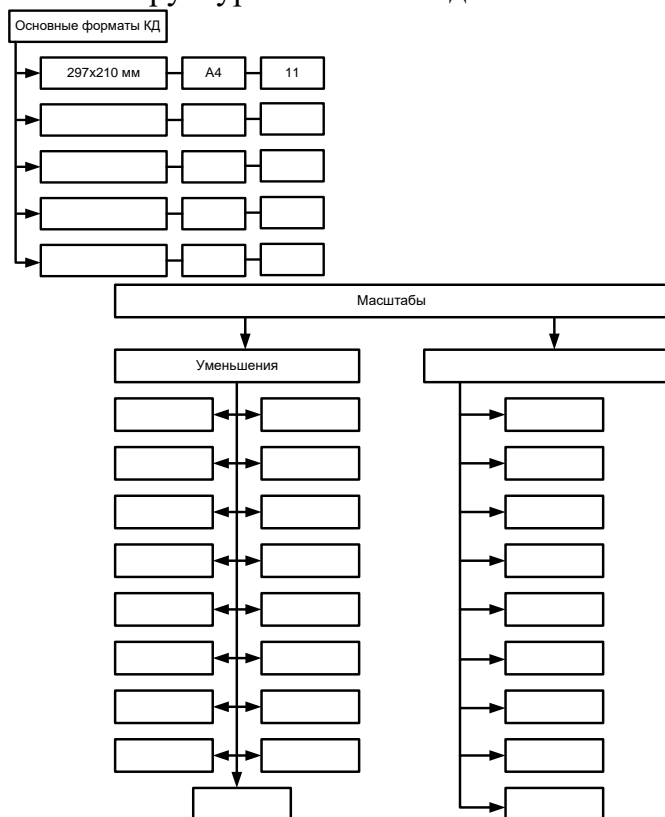 Основные форматы КД
297х210 мм
А4
11
Масштабы
Уменьшения